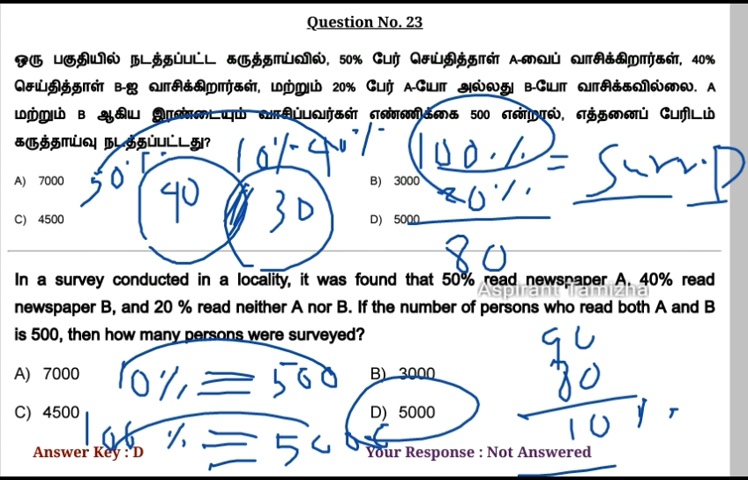 Question No. 23
ஒரு பகுதியில் நடத்தப்பட்ட கருத்தாய்வில், 50% பேர் செய்தித்தாள் A-வைப் வாசிக்கிறார்கள், 40%
செய்தித்தாள் B-ஐ வாசிக்கிறார்கள், மற்றும் 20% பேர் A-யோ அல்லது B-யோ வாசிக்கவில்லை. A
மற்றும் B ஆகிய இரண்டையும் வாசிப்பவர்கள் எண்ணிக்கை 500 என்றால், எத்தனைப் பேரிடம்
கருத்தாய்வு நடத்தப்பட்டது?
50% 10% 40% 100% = Surv.P
A) 7000 B) 3000
40 30 20%
C) 4500 D) 5000
80
In a survey conducted in a locality, it was found that 50% read newspaper A, 40% read
Aspirant Tamizha
newspaper B, and 20 % read neither A nor B. If the number of persons who read both A and B
is 500, then how many persons were surveyed?
90
A) 7000 B) 3000
10% = 500 80
C) 4500 D) 5000
10%
100% = 5000
Answer Key : D Your Response : Not Answered